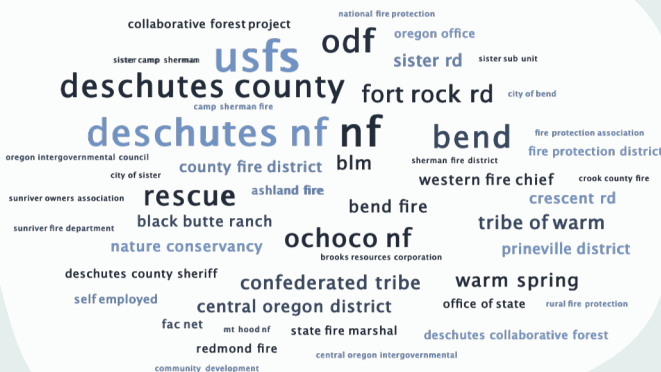 national fire protection
collaborative forest project
odf
oregon office
usfs
sister camp sherman
sister rd
sister sub unit
deschutes county
fort rock rd
city of bend
camp sherman fire
deschutes nf
nf
bend
fire protection association
fire protection district
oregon intergovernmental council
county fire district
blm
sherman fire district
city of sister
western fire chief
crook county fire
sunriver owners association
rescue
ashland fire
crescent rd
bend fire
sunriver fire department
black butte ranch
tribe of warm
nature conservancy
ochoco nf
prineville district
brooks resources corporation
deschutes county sheriff
confederated tribe
warm spring
self employed
central oregon district
office of state
rural fire protection
fac net
mt hood nf
state fire marshal
deschutes collaborative forest
redmond fire
central oregon intergovernmental
community development